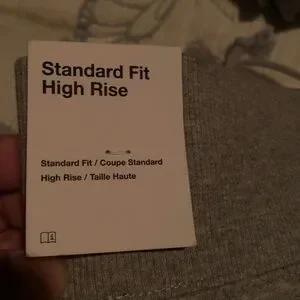 Standard Fit
High Rise
Standard Fit / Coupe Standard
High Rise / Taille Haute